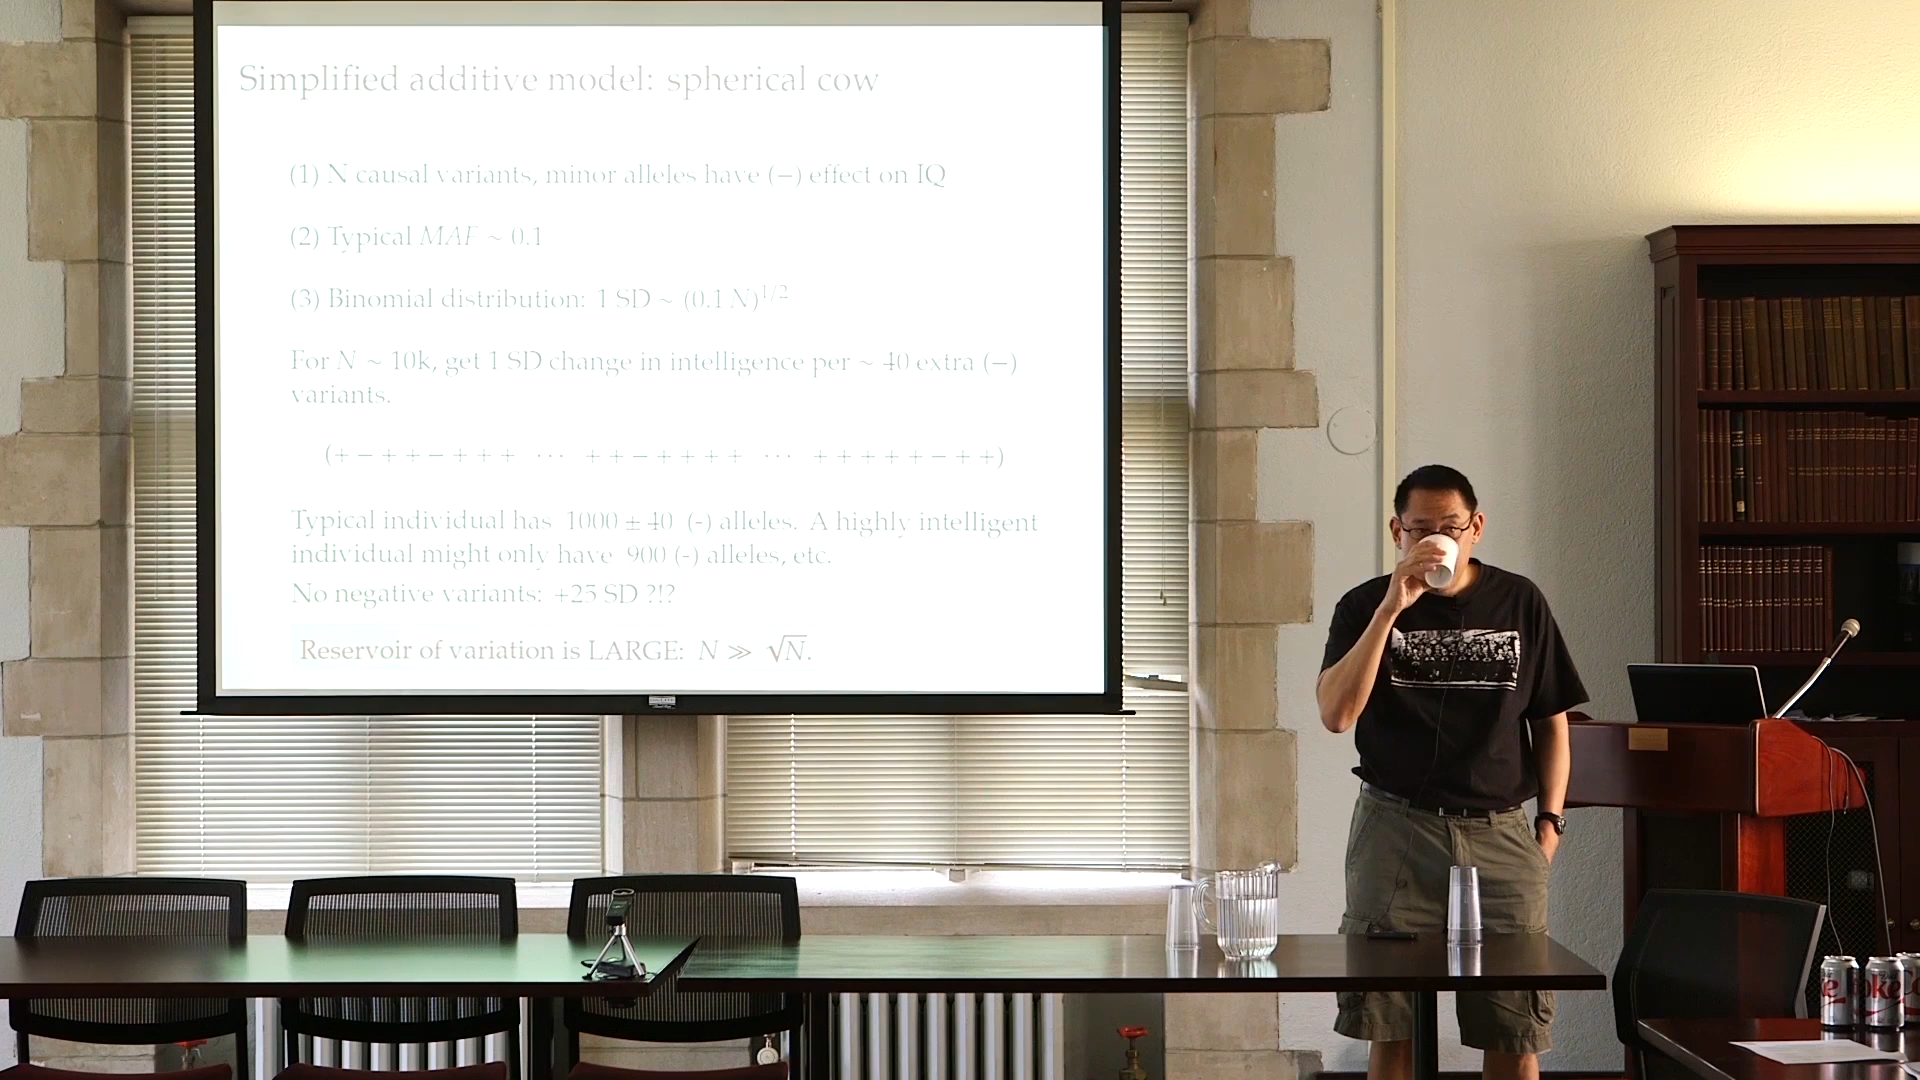 Simplified additive model: spherical cow
(1) N causal variants, minor alleles have (−) effect on IQ
(2) Typical MAF ~ 0.1
(3) Binomial distribution: 1 SD ~ (0.1 N)^1/2
For N ~ 10k, get 1 SD change in intelligence per ~ 40 extra (−)
variants.
(+ − + + − + + + ⋯ + + − + + + + ⋯ + + + + + − + +)
Typical individual has 1000 ± 40 (-) alleles. A highly intelligent
individual might only have 900 (-) alleles, etc.
No negative variants: +25 SD ?!?
Reservoir of variation is LARGE: N ≫ √N.